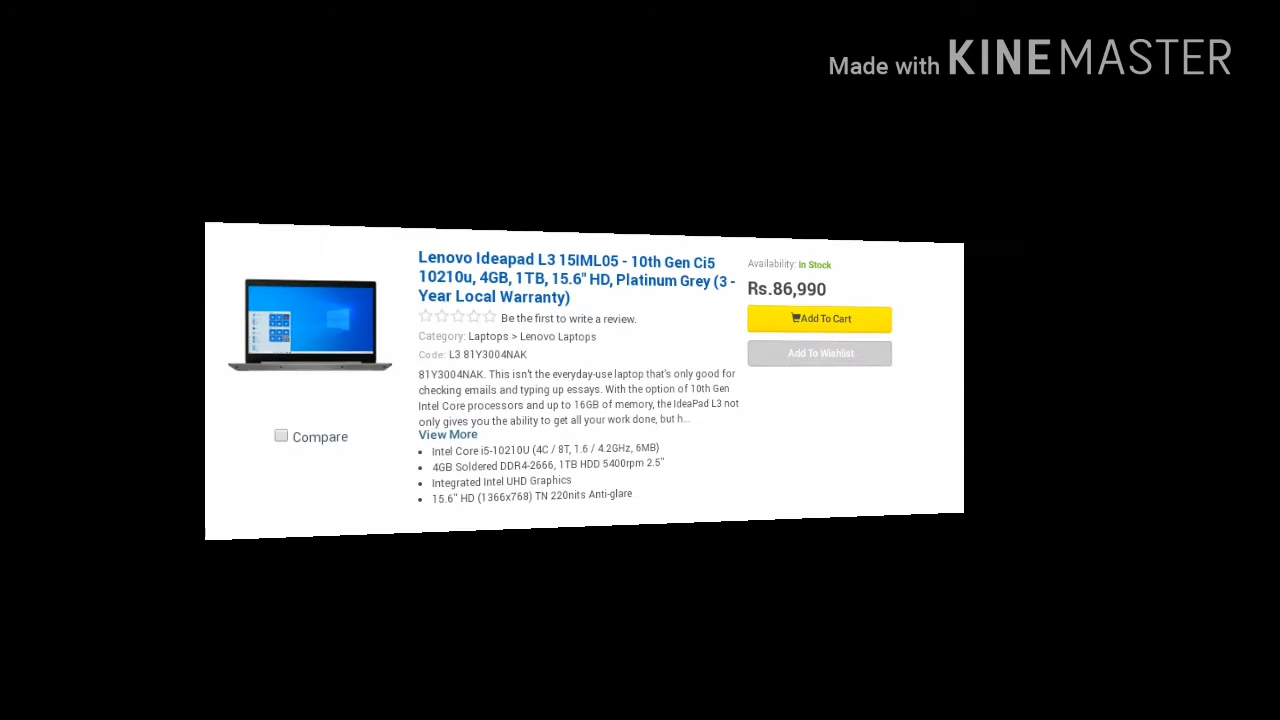 Made with KINEMASTER
Lenovo Ideapad L3 15IML05 - 10th Gen Ci5
10210u, 4GB, 1TB, 15.6" HD, Platinum Grey (3 -
Year Local Warranty)
Be the first to write a review.
Category: Laptops > Lenovo Laptops
Code: L3 81Y3004NAK
81Y3004NAK. This isn't the everyday-use laptop that's only good for
checking emails and typing up essays. With the option of 10th Gen
Intel Core processors and up to 16GB of memory, the IdeaPad L3 not
only gives you the ability to get all your work done, but h...
View More
• Intel Core i5-10210U (4C / 8T, 1.6 / 4.2GHz, 6MB)
• 4GB Soldered DDR4-2666, 1TB HDD 5400rpm 2.5"
• Integrated Intel UHD Graphics
• 15.6" HD (1366x768) TN 220nits Anti-glare
Availability: In Stock
Rs.86,990
Add To Cart
Add To Wishlist
Compare